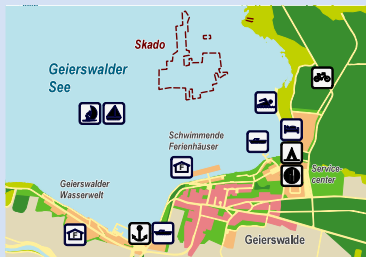 Skado
Geierswalder
See
Schwimmende
Ferienhäuser
Geierswalder
Wasserwelt
Service-
center
Geierswalde